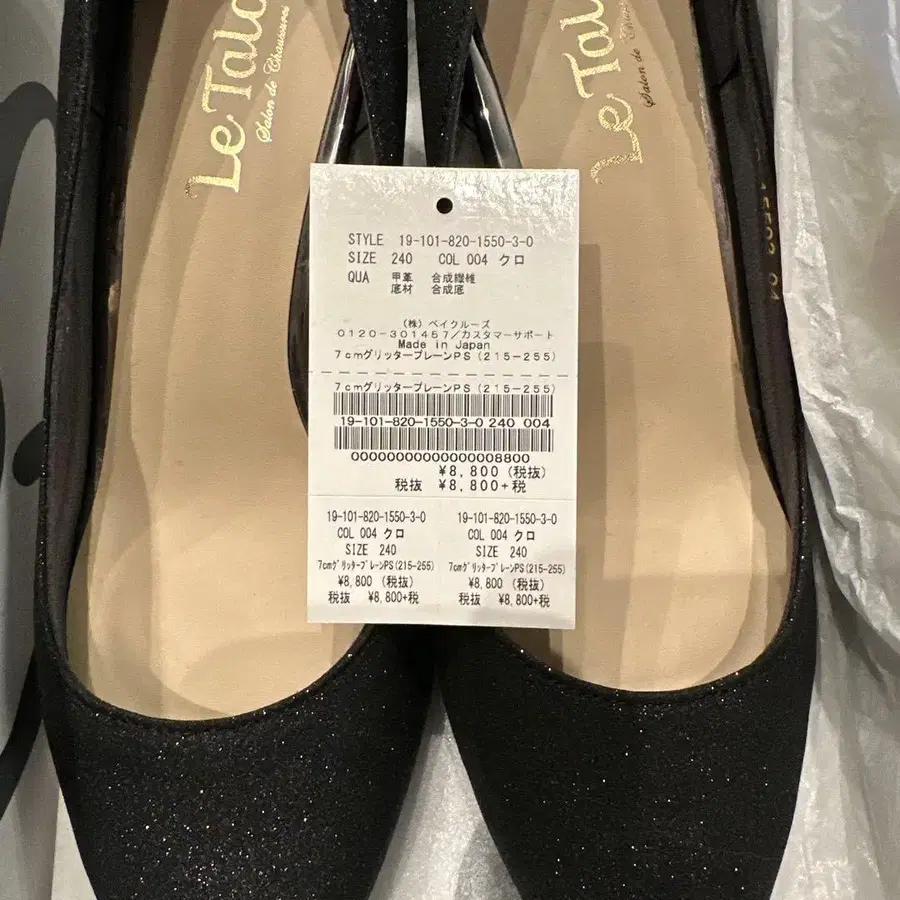 Le Talo
Salon de Chaussures
Le Tal
Salon de Chaussures
STYLE 19-101-820-1550-3-0
SIZE 240 COL 004 クロ
QUA 甲革 合成繊維
底材 合成底
(株) ベイクルーズ
0120-301457/カスタマーサポート
Made in Japan
7cmグリッタープレーンPS(215-255)
7cmグリッタープレーンPS(215-255)
19-101-820-1550-3-0 240 004
00000000000000008800
¥8,800 (税抜)
税抜 ¥8,800+税
19-101-820-1550-3-0
COL 004 クロ
SIZE 240
7cmグリッタープレーンPS(215-255)
¥8,800 (税抜)
税抜 ¥8,800+税
19-101-820-1550-3-0
COL 004 クロ
SIZE 240
7cmグリッタープレーンPS(215-255)
¥8,800 (税抜)
税抜 ¥8,800+税